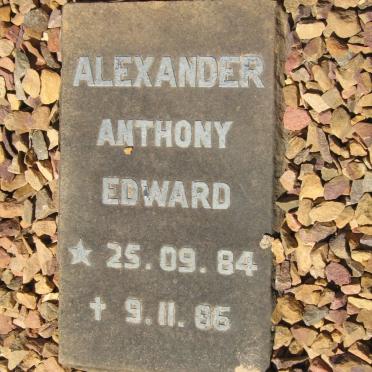 ALEXANDER
ANTHONY
EDWARD
★ 25.09.84
✝ 9.11.86